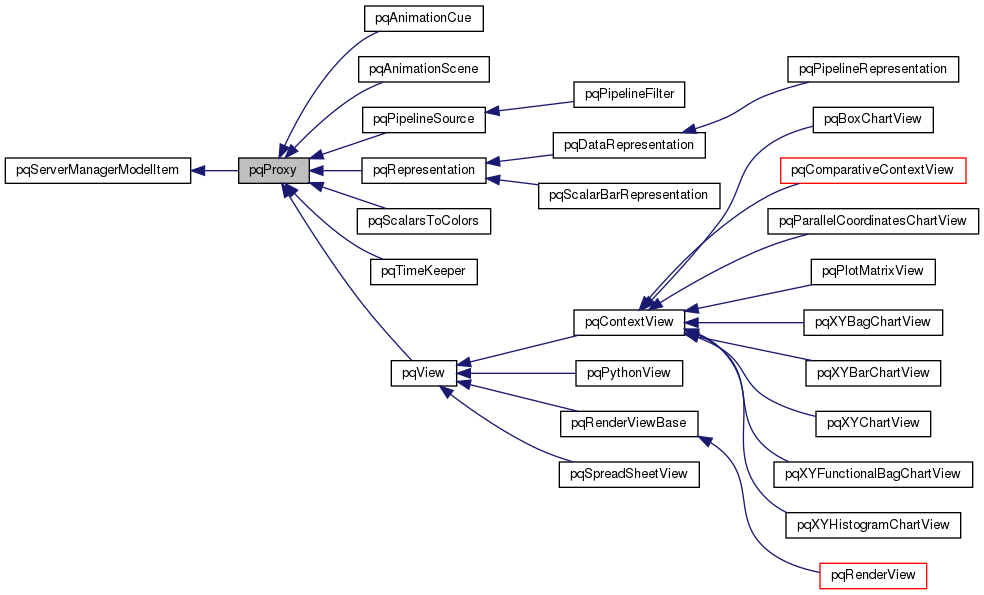 pqAnimationCue
pqAnimationScene
pqPipelineRepresentation
pqPipelineFilter
pqPipelineSource
pqBoxChartView
pqDataRepresentation
pqServerManagerModelItem
pqProxy
pqRepresentation
pqComparativeContextView
pqScalarBarRepresentation
pqScalarsToColors
pqParallelCoordinatesChartView
pqTimeKeeper
pqPlotMatrixView
pqContextView
pqXYBagChartView
pqView
pqPythonView
pqXYBarChartView
pqRenderViewBase
pqXYChartView
pqSpreadSheetView
pqXYFunctionalBagChartView
pqXYHistogramChartView
pqRenderView